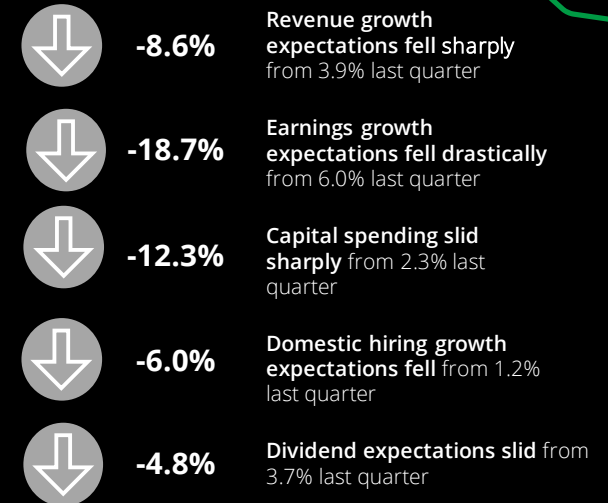 -8.6%
Revenue growth
expectations fell sharply
from 3.9% last quarter
-18.7%
Earnings growth
expectations fell drastically
from 6.0% last quarter
-12.3%
Capital spending slid
sharply from 2.3% last
quarter
-6.0%
Domestic hiring growth
expectations fell from 1.2%
last quarter
-4.8%
Dividend expectations slid from
3.7% last quarter